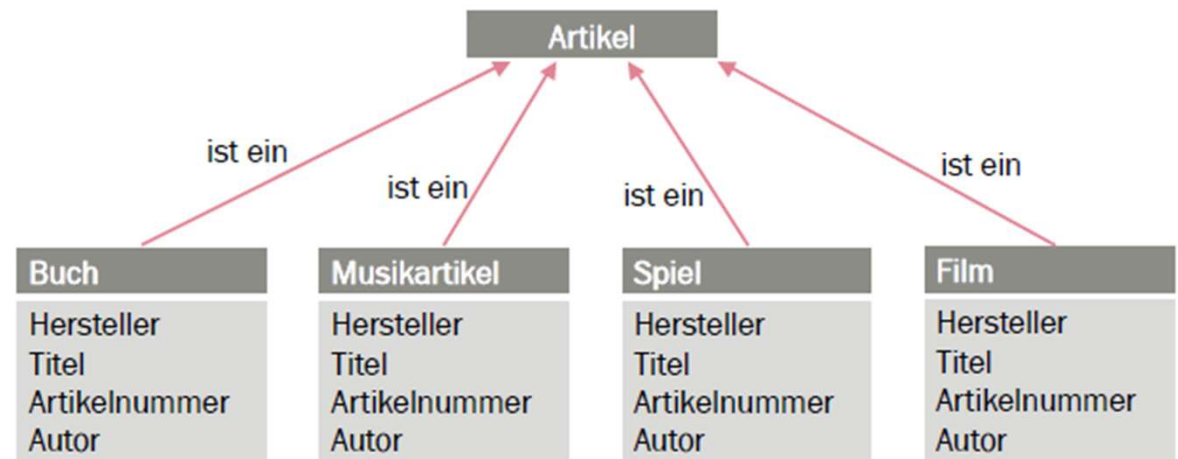 Artikel
ist ein
ist ein
ist ein
ist ein
Buch
Hersteller
Titel
Artikelnummer
Autor
Musikartikel
Hersteller
Titel
Artikelnummer
Autor
Spiel
Hersteller
Titel
Artikelnummer
Autor
Film
Hersteller
Titel
Artikelnummer
Autor